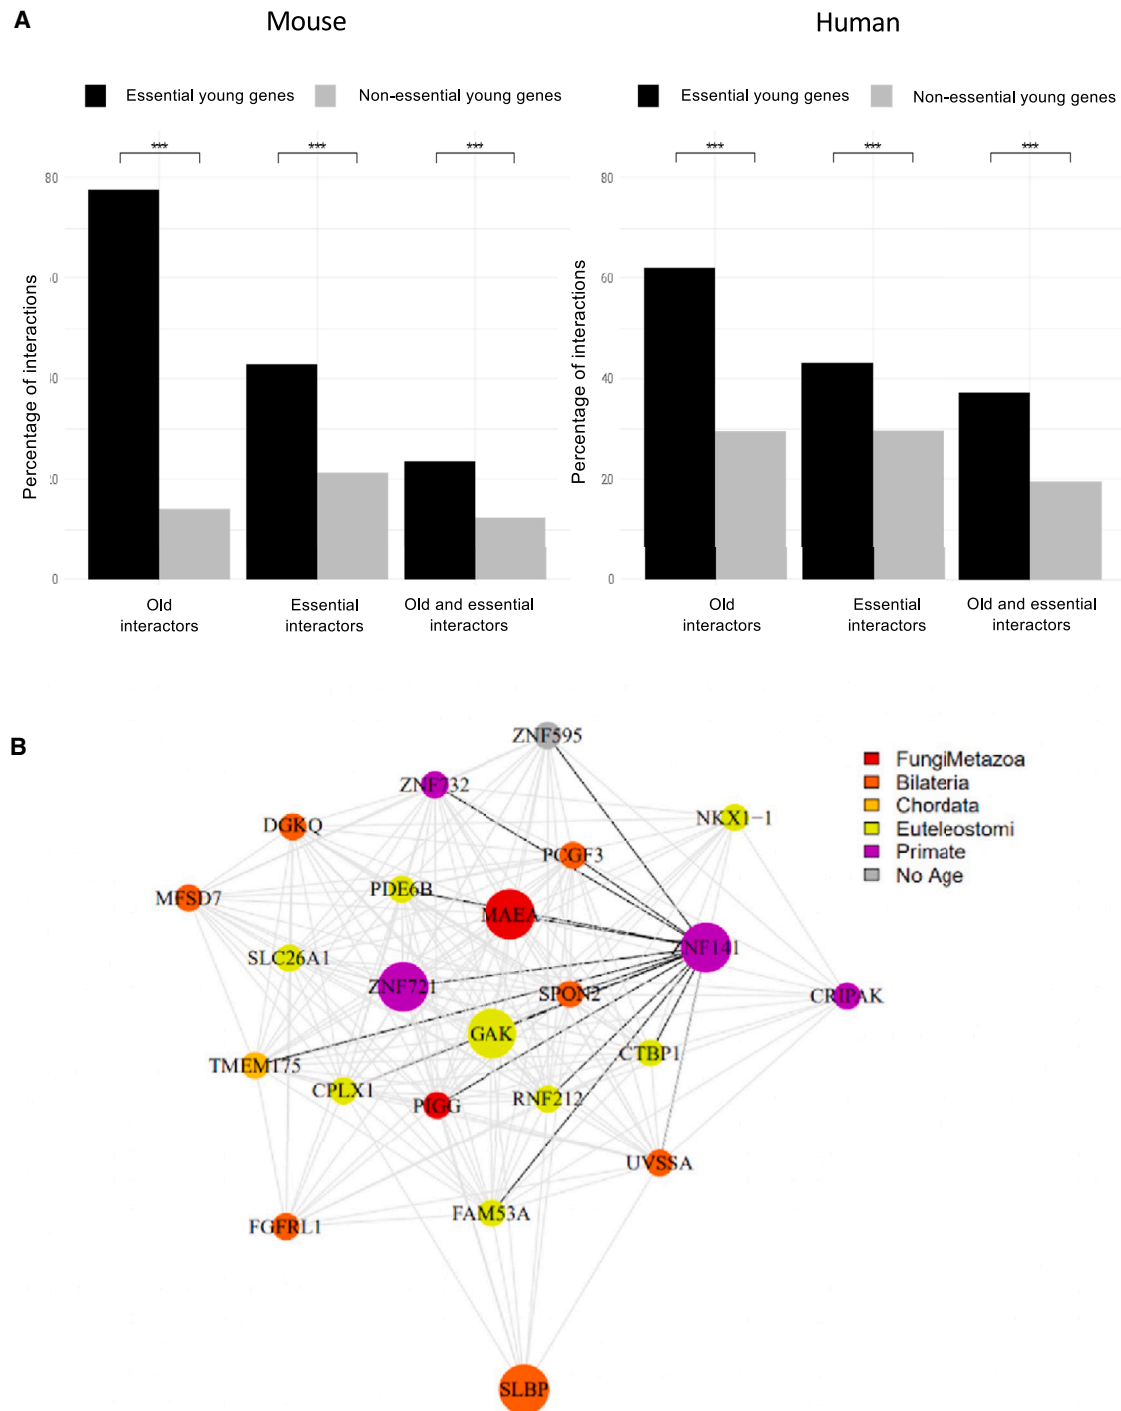 A
Mouse
Human
Essential young genes
Non-essential young genes
Essential young genes
Non-essential young genes
***
***
***
***
***
***
Percentage of interactions
80
20
0
Percentage of interactions
80
60
40
20
0
Old
interactors
Essential
interactors
Old and essential
interactors
Old
interactors
Essential
interactors
Old and essential
interactors
B
ZNF595
ZNF732
DGKQ
NKX1-1
PCGF3
PDE6B
MFSD7
MAEA
NF141
SLC26A1
ZNF721
SPON2
CRIPAK
GAK
CTBP1
TMEM175
CPLX1
PIGG
RNF212
UVSSA
FAM53A
FGFRL1
SLBP
FungiMetazoa
Bilateria
Chordata
Euteleostomi
Primate
No Age